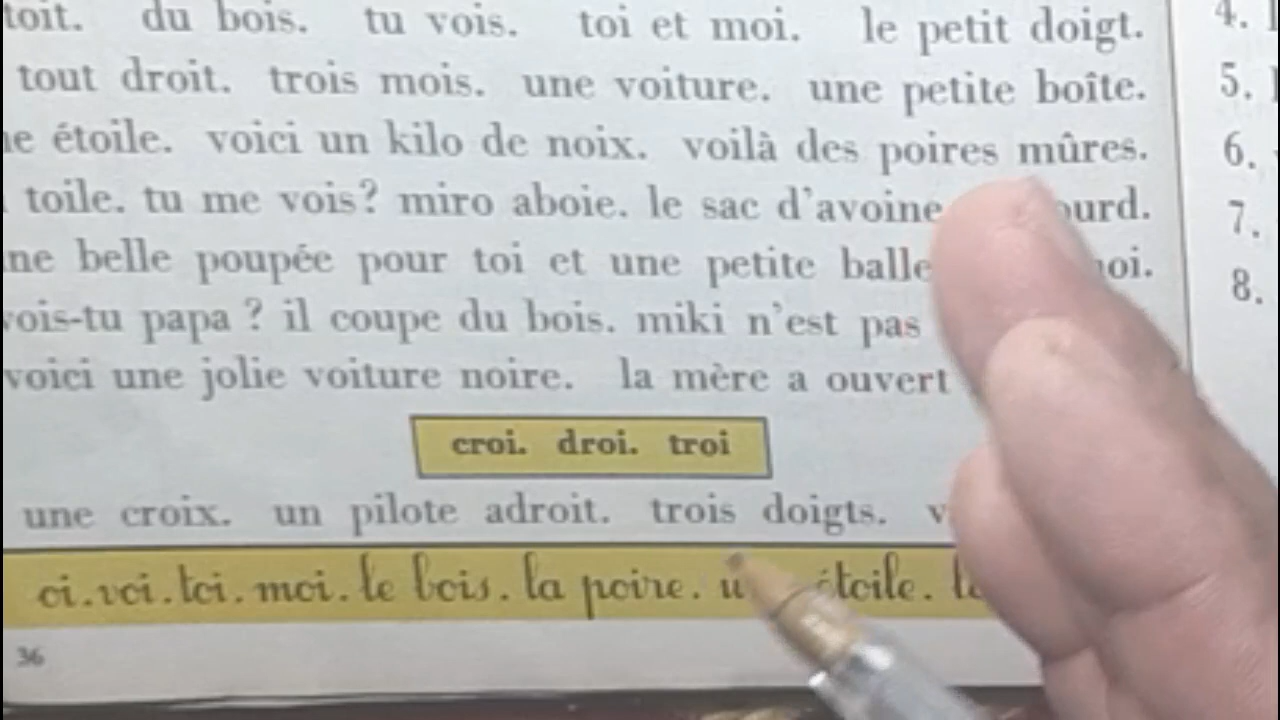 toit. du bois. tu vois. toi et moi. le petit doigt.
tout droit. trois mois. une voiture. une petite boîte.
étoile. voici un kilo de noix. voilà des poires mûres.
toile. tu me vois? miro aboie. le sac d'avoine
belle poupée pour toi et une petite balle
vois-tu papa ? il coupe du bois. miki n'est pas
voici une jolie voiture noire. la mère a ouvert
croi. droi. troi
une croix. un pilote adroit. trois doigts.
oi. voi. toi. moi. le bois. la poire. étoile.
36
4.
5.
6.
7.
8.